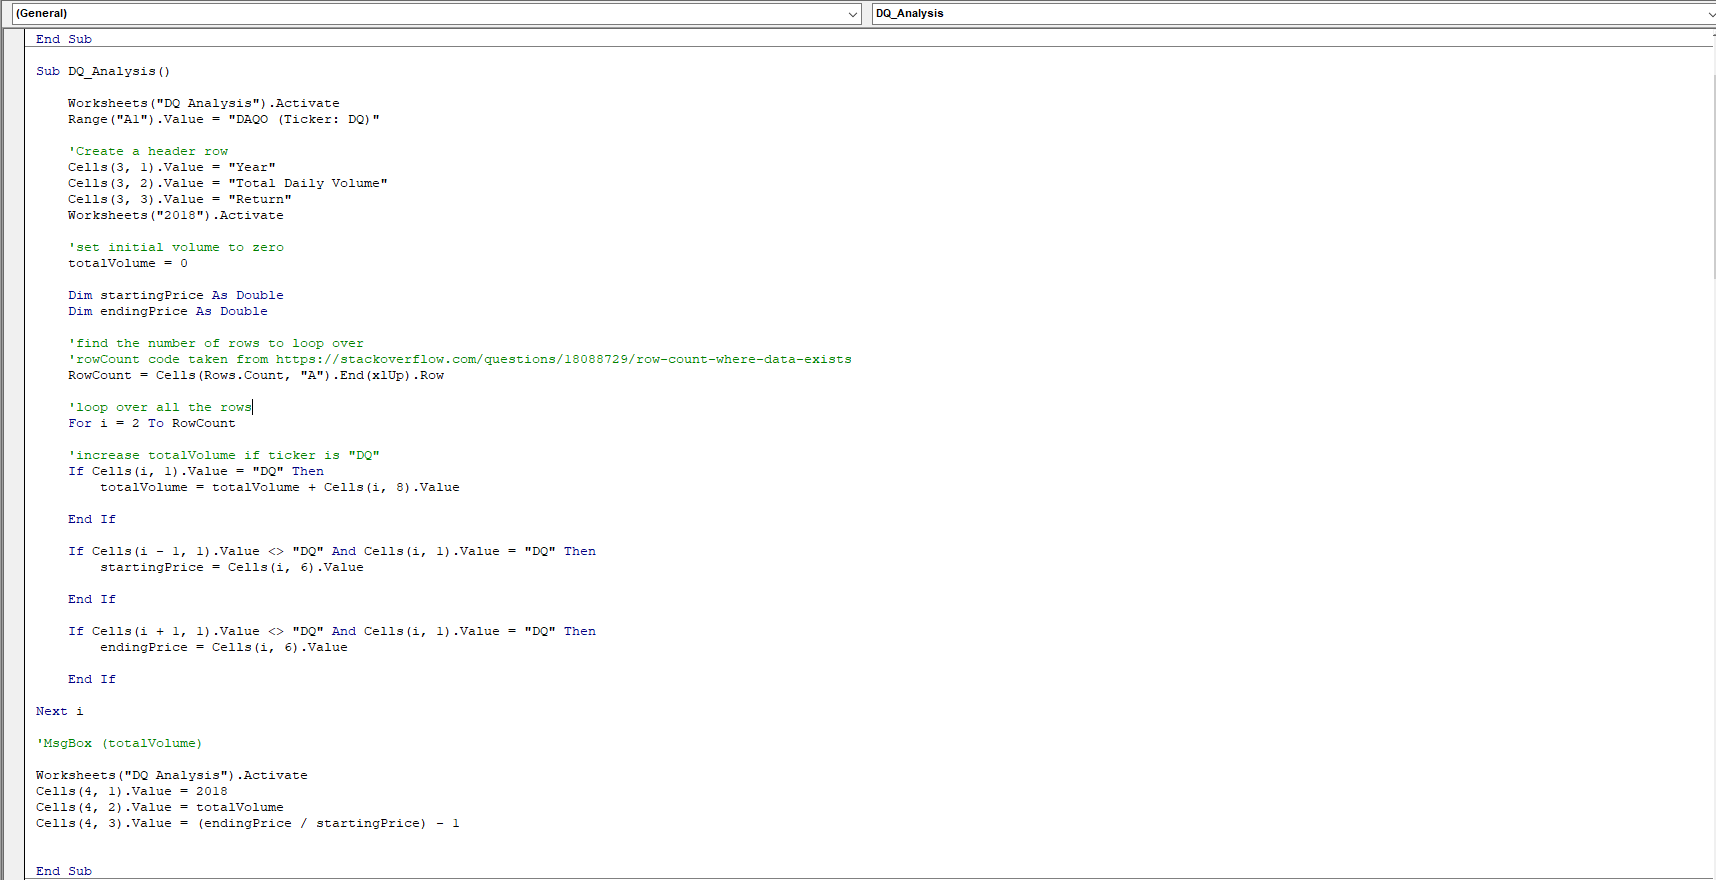 (General)
DQ_Analysis
End Sub
Sub DQ_Analysis()
Worksheets("DQ Analysis").Activate
Range("A1").Value = "DAQO (Ticker: DQ)"
'Create a header row
Cells(3, 1).Value = "Year"
Cells(3, 2).Value = "Total Daily Volume"
Cells(3, 3).Value = "Return"
Worksheets("2018").Activate
'set initial volume to zero
totalVolume = 0
Dim startingPrice As Double
Dim endingPrice As Double
'find the number of rows to loop over
'rowCount code taken from https://stackoverflow.com/questions/18088729/row-count-where-data-exists
RowCount = Cells(Rows.Count, "A").End(xlUp).Row
'loop over all the rows
For i = 2 To RowCount
'increase totalVolume if ticker is "DQ"
If Cells(i, 1).Value = "DQ" Then
totalVolume = totalVolume + Cells(i, 8).Value
End If
If Cells(i - 1, 1).Value <> "DQ" And Cells(i, 1).Value = "DQ" Then
startingPrice = Cells(i, 6).Value
End If
If Cells(i + 1, 1).Value <> "DQ" And Cells(i, 1).Value = "DQ" Then
endingPrice = Cells(i, 6).Value
End If
Next i
'MsgBox (totalVolume)
Worksheets("DQ Analysis").Activate
Cells(4, 1).Value = 2018
Cells(4, 2).Value = totalVolume
Cells(4, 3).Value = (endingPrice / startingPrice) - 1
End Sub